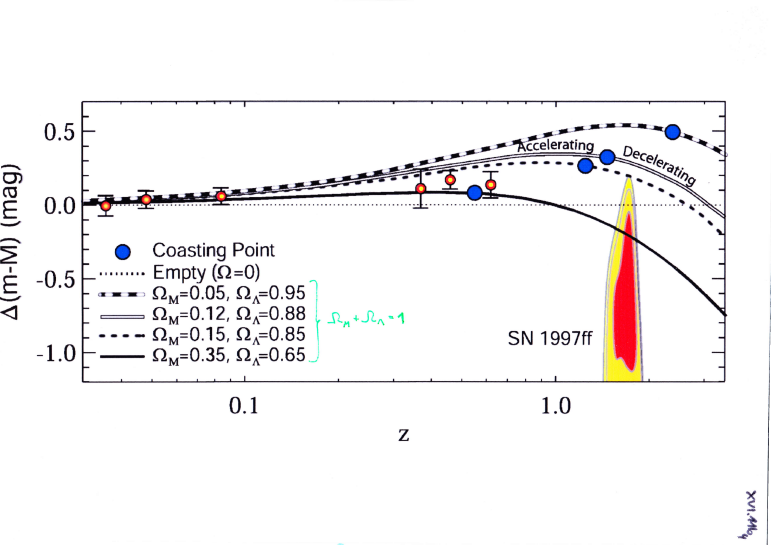 0.5
0.0
-0.5
-1.0
Δ(m-M) (mag)
Accelerating
Decelerating
Coasting Point
Empty (Ω=0)
Ω_M=0.05, Ω_Λ=0.95
Ω_M=0.12, Ω_Λ=0.88
Ω_M=0.15, Ω_Λ=0.85
Ω_M=0.35, Ω_Λ=0.65
Ω_M + Ω_Λ = 1
SN 1997ff
0.1
1.0
z